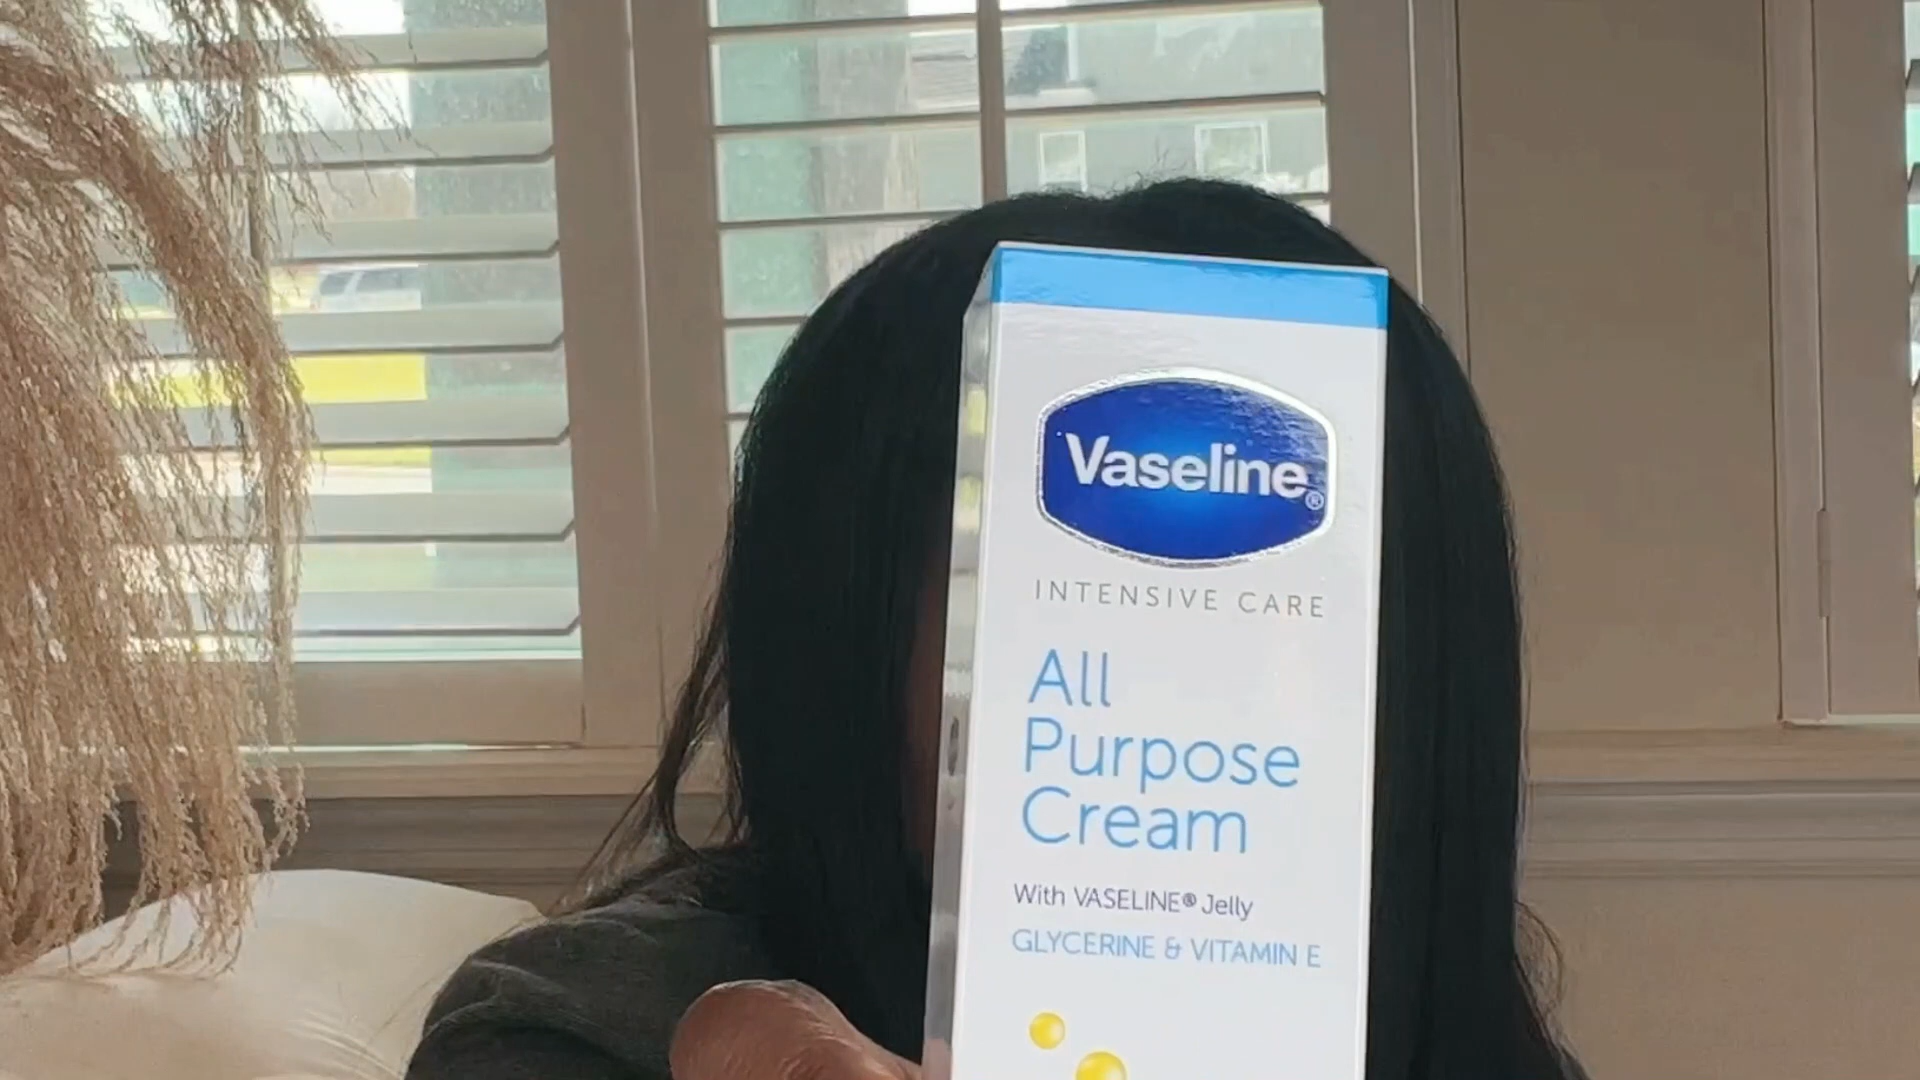 Vaseline®
INTENSIVE CARE
All
Purpose
Cream
With VASELINE® Jelly
GLYCERINE & VITAMIN E